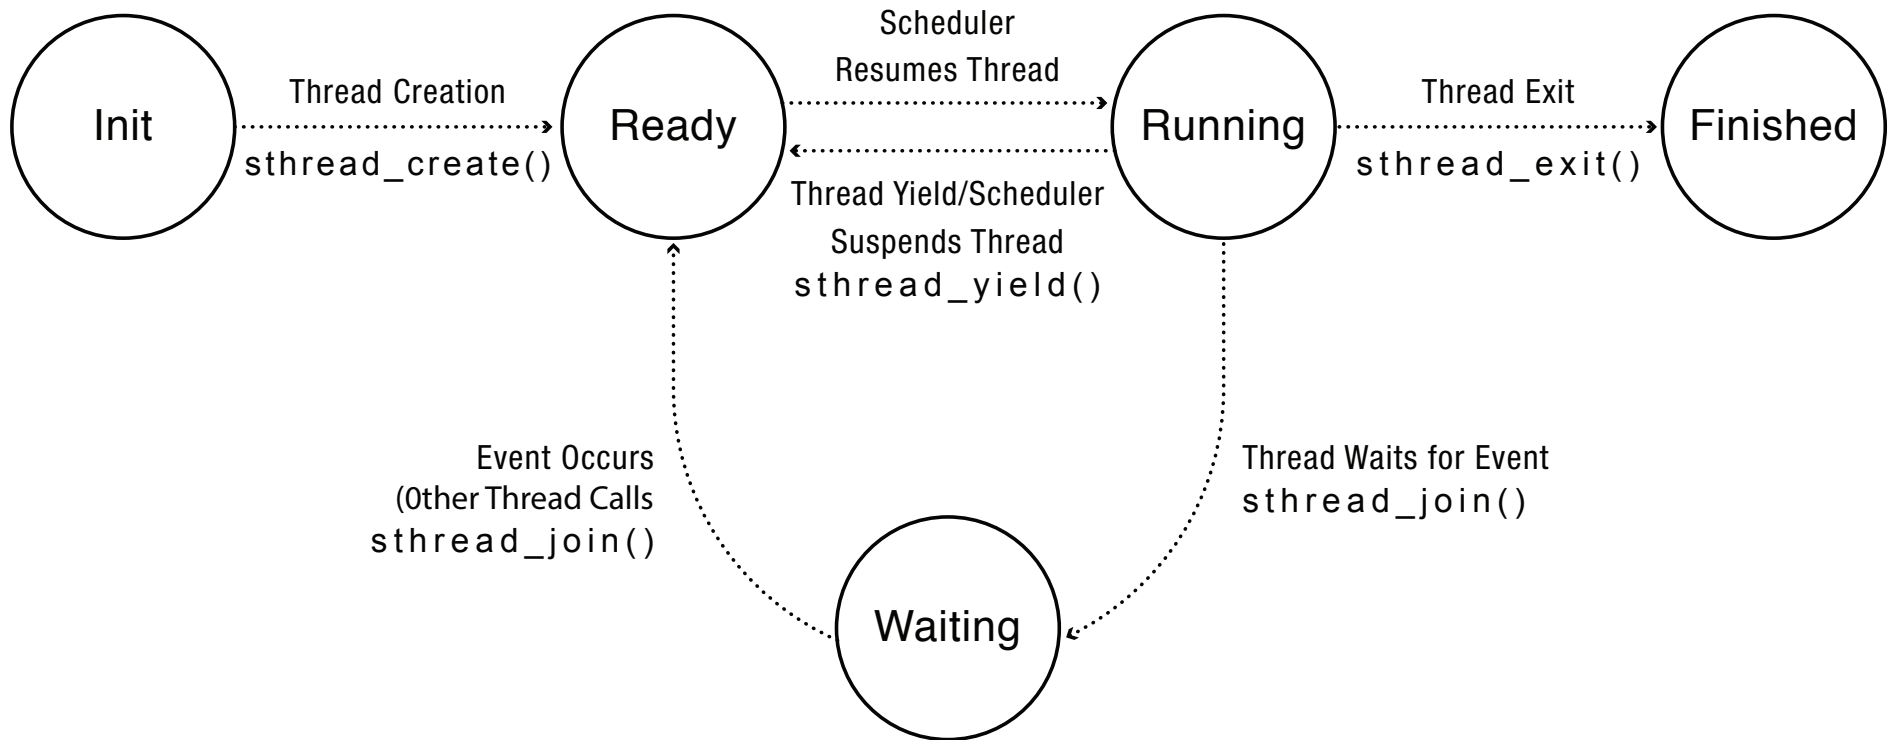 Init
Thread Creation
sthread_create()
Ready
Scheduler
Resumes Thread
Thread Yield/Scheduler
Suspends Thread
sthread_yield()
Running
Thread Exit
sthread_exit()
Finished
Event Occurs
(0ther Thread Calls
sthread_join()
Thread Waits for Event
sthread_join()
Waiting